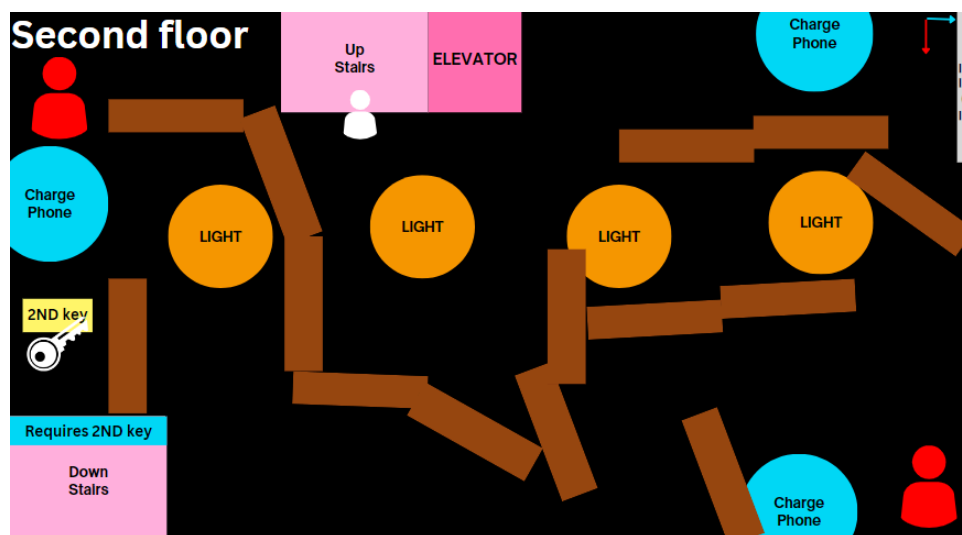 Second floor
Up
Stairs
ELEVATOR
Charge
Phone
Charge
Phone
LIGHT
LIGHT
LIGHT
LIGHT
2ND key
Requires 2ND key
Down
Stairs
Charge
Phone